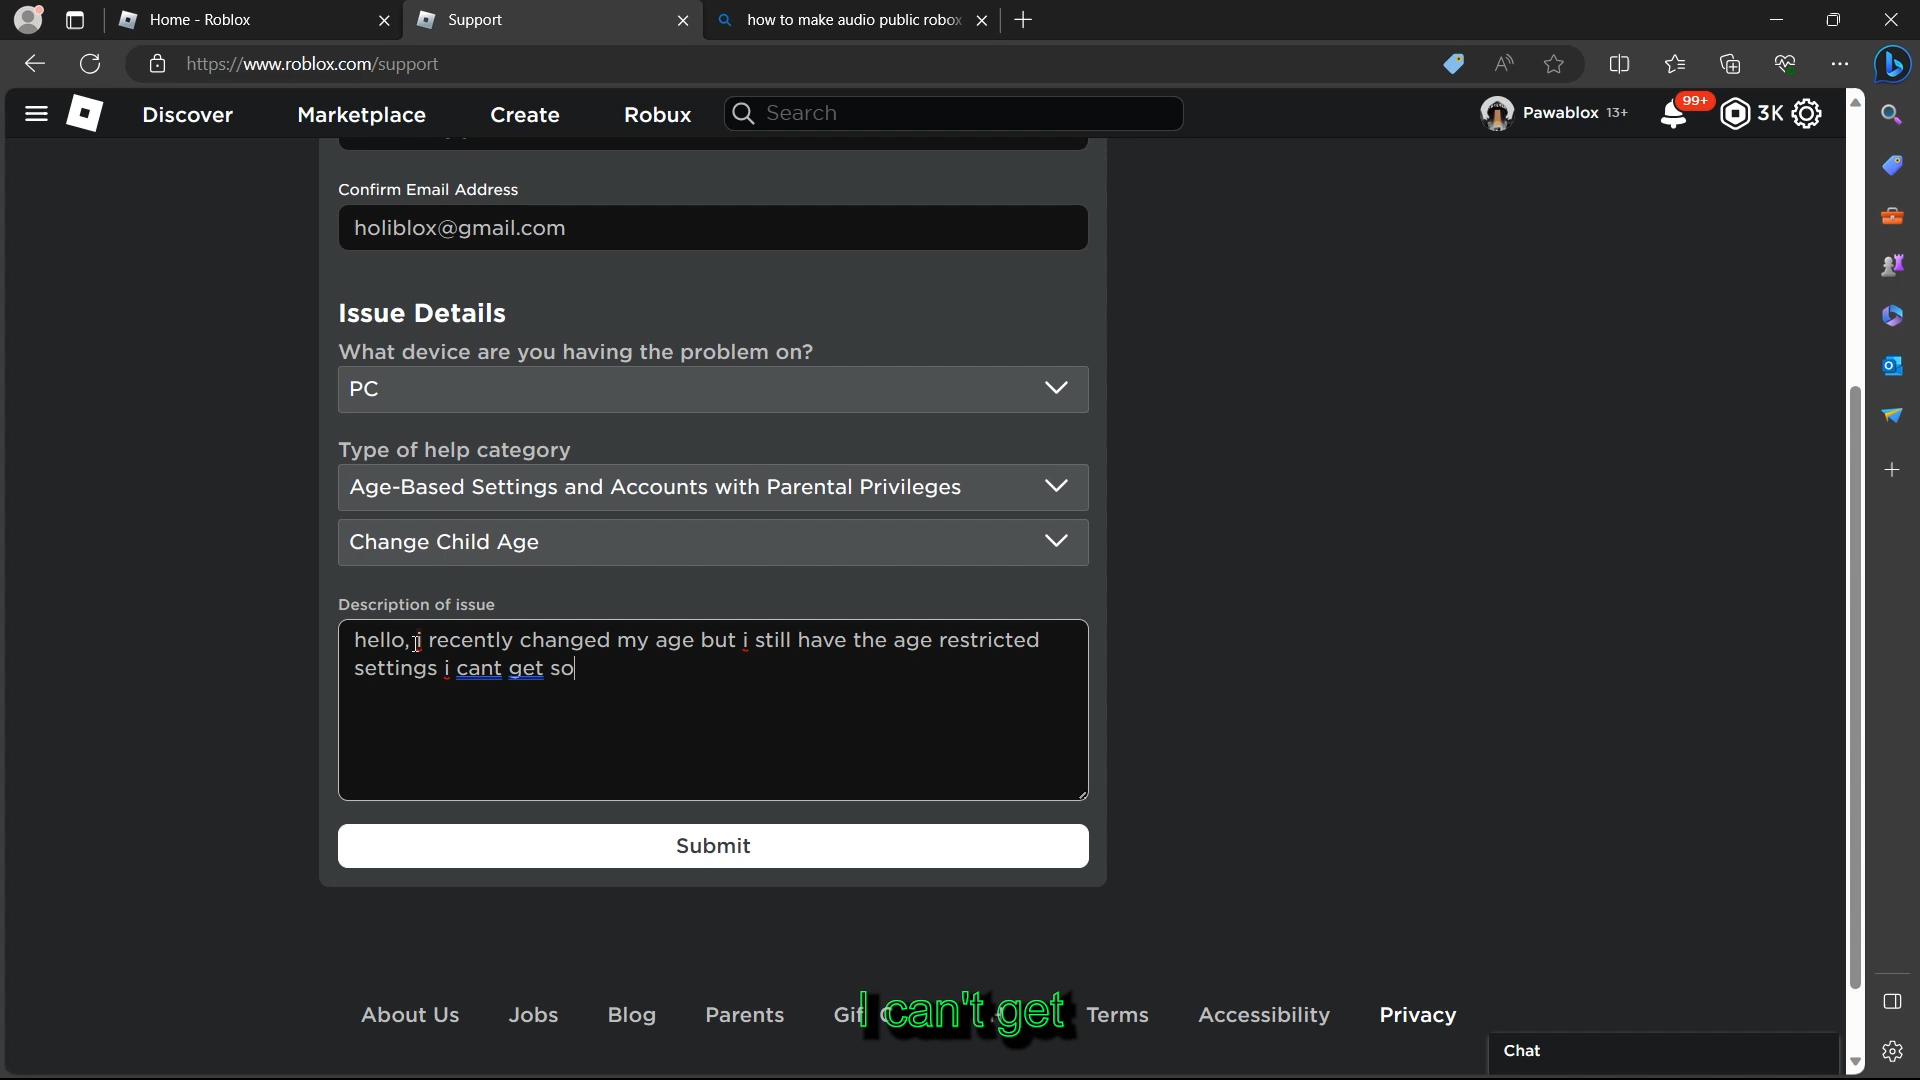 Home - Roblox
Support
how to make audio public robox
https://www.roblox.com/support
Discover
Marketplace
Create
Robux
Search
Pawablox 13+
99+
3K
Confirm Email Address
holiblox@gmail.com
Issue Details
What device are you having the problem on?
PC
Type of help category
Age-Based Settings and Accounts with Parental Privileges
Change Child Age
Description of issue
hello, i recently changed my age but i still have the age restricted
settings i cant get so
Submit
About Us
Jobs
Blog
Parents
Gif
I can't get
Terms
Accessibility
Privacy
Chat